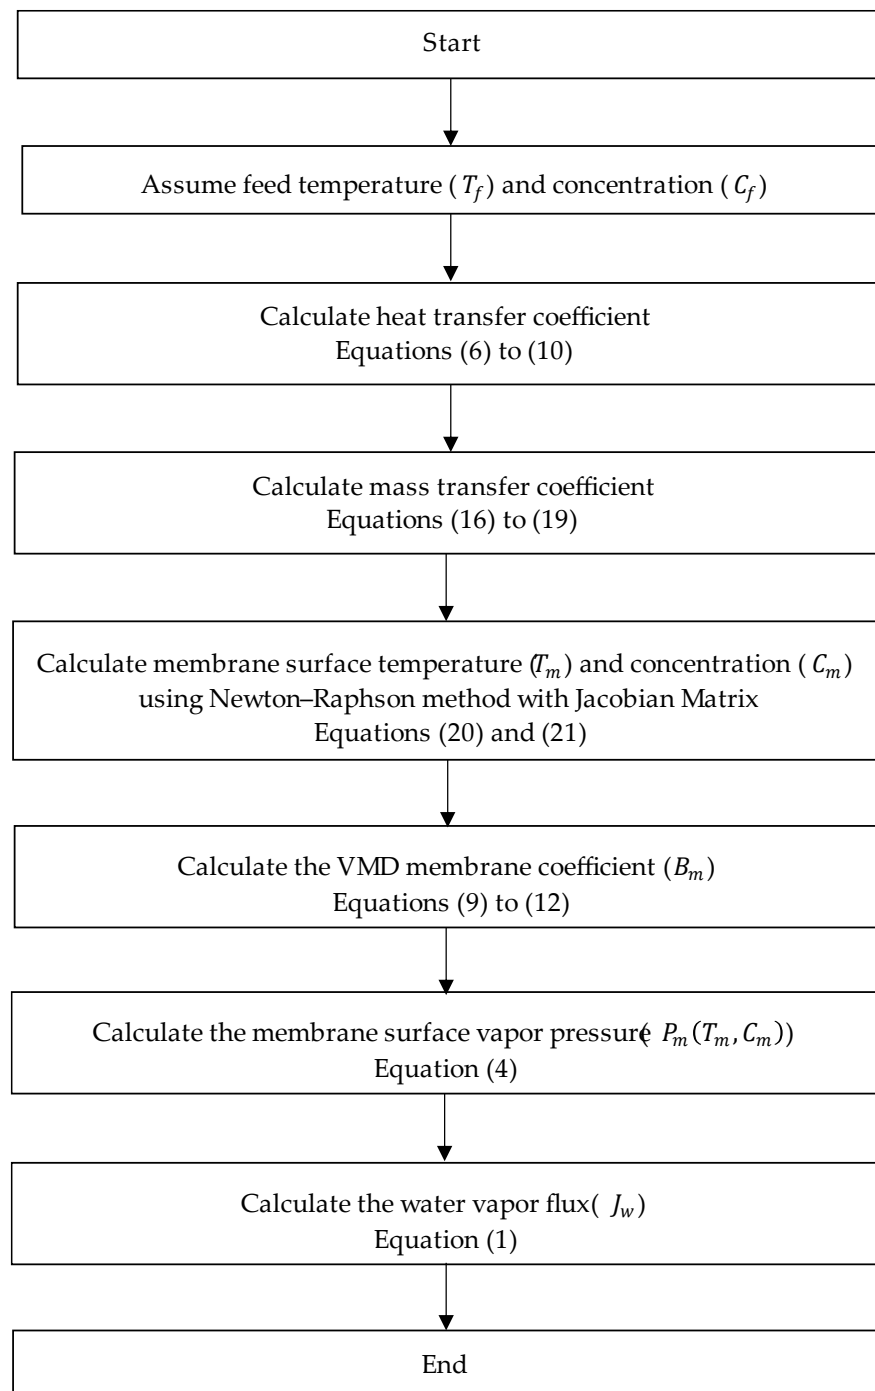 Start
Assume feed temperature ( T_f ) and concentration ( C_f )
Calculate heat transfer coefficient
Equations (6) to (10)
Calculate mass transfer coefficient
Equations (16) to (19)
Calculate membrane surface temperature (T_m) and concentration ( C_m )
using Newton–Raphson method with Jacobian Matrix
Equations (20) and (21)
Calculate the VMD membrane coefficient (B_m)
Equations (9) to (12)
Calculate the membrane surface vapor pressure( P_m(T_m, C_m))
Equation (4)
Calculate the water vapor flux( J_w)
Equation (1)
End